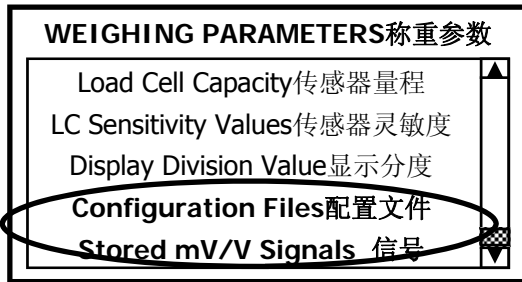 WEIGHING PARAMETERS称重参数
Load Cell Capacity传感器量程
LC Sensitivity Values传感器灵敏度
Display Division Value显示分度
Configuration Files配置文件
Stored mV/V Signals 信号